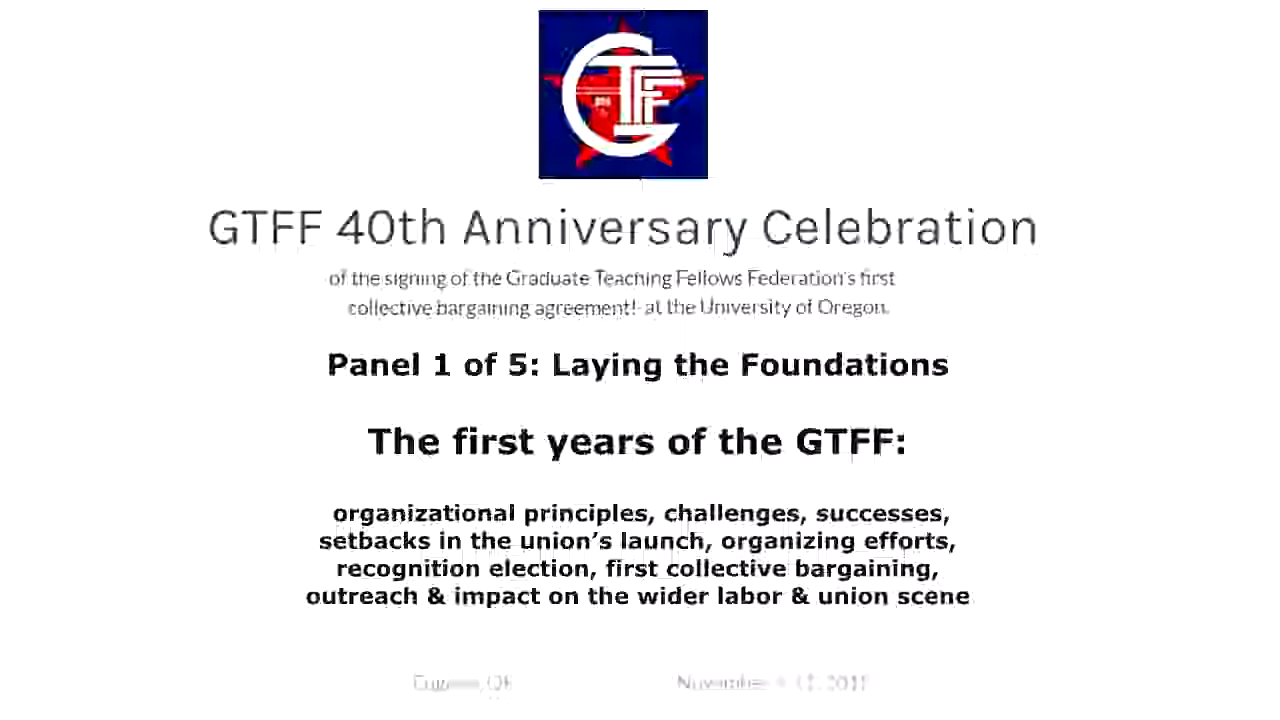 GTFF
GTFF 40th Anniversary Celebration
of the signing of the Graduate Teaching Fellows Federation's first
collective bargaining agreement!- at the University of Oregon.
Panel 1 of 5: Laying the Foundations
The first years of the GTFF:
organizational principles, challenges, successes,
setbacks in the union’s launch, organizing efforts,
recognition election, first collective bargaining,
outreach & impact on the wider labor & union scene
November